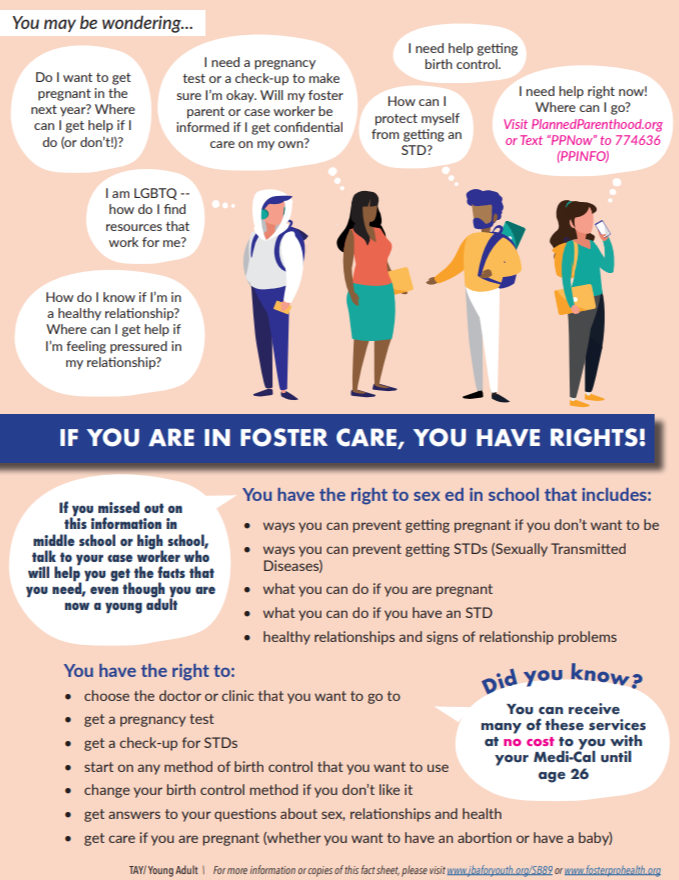 You may be wondering...
Do I want to get
pregnant in the
next year? Where
can I get help if I
do (or don't!)?
I need a pregnancy
test or a check-up to make
sure I'm okay. Will my foster
parent or case worker be
informed if I get confidential
care on my own?
I need help getting
birth control.
How can I
protect myself
from getting an
STD?
I need help right now!
Where can I go?
Visit PlannedParenthood.org
or Text "PPNow" to 774636
(PPINFO)
I am LGBTQ --
how do I find
resources that
work for me?
How do I know if I'm in
a healthy relationship?
Where can I get help if
I'm feeling pressured in
my relationship?
IF YOU ARE IN FOSTER CARE, YOU HAVE RIGHTS!
If you missed out on
this information in
middle school or high school,
talk to your case worker who
will help you get the facts that
you need, even though you are
now a young adult
You have the right to sex ed in school that includes:
• ways you can prevent getting pregnant if you don't want to be
• ways you can prevent getting STDs (Sexually Transmitted
Diseases)
• what you can do if you are pregnant
• what you can do if you have an STD
• healthy relationships and signs of relationship problems
You have the right to:
• choose the doctor or clinic that you want to go to
• get a pregnancy test
• get a check-up for STDs
• start on any method of birth control that you want to use
• change your birth control method if you don't like it
• get answers to your questions about sex, relationships and health
• get care if you are pregnant (whether you want to have an abortion or have a baby)
Did you know?
You can receive
many of these services
at no cost to you with
your Medi-Cal until
age 26
TAY/ Young Adult | For more information or copies of this fact sheet, please visit www.jbaforyouth.org/SB89 or www.fosterprohealth.org